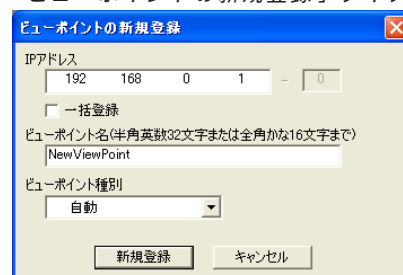 ビューポイントの新規登録
IPアドレス
192 168 0 1 - 0
一括登録
ビューポイント名(半角英数32文字または全角かな16文字まで)
NewViewPoint
ビューポイント種別
自動
新規登録 キャンセル